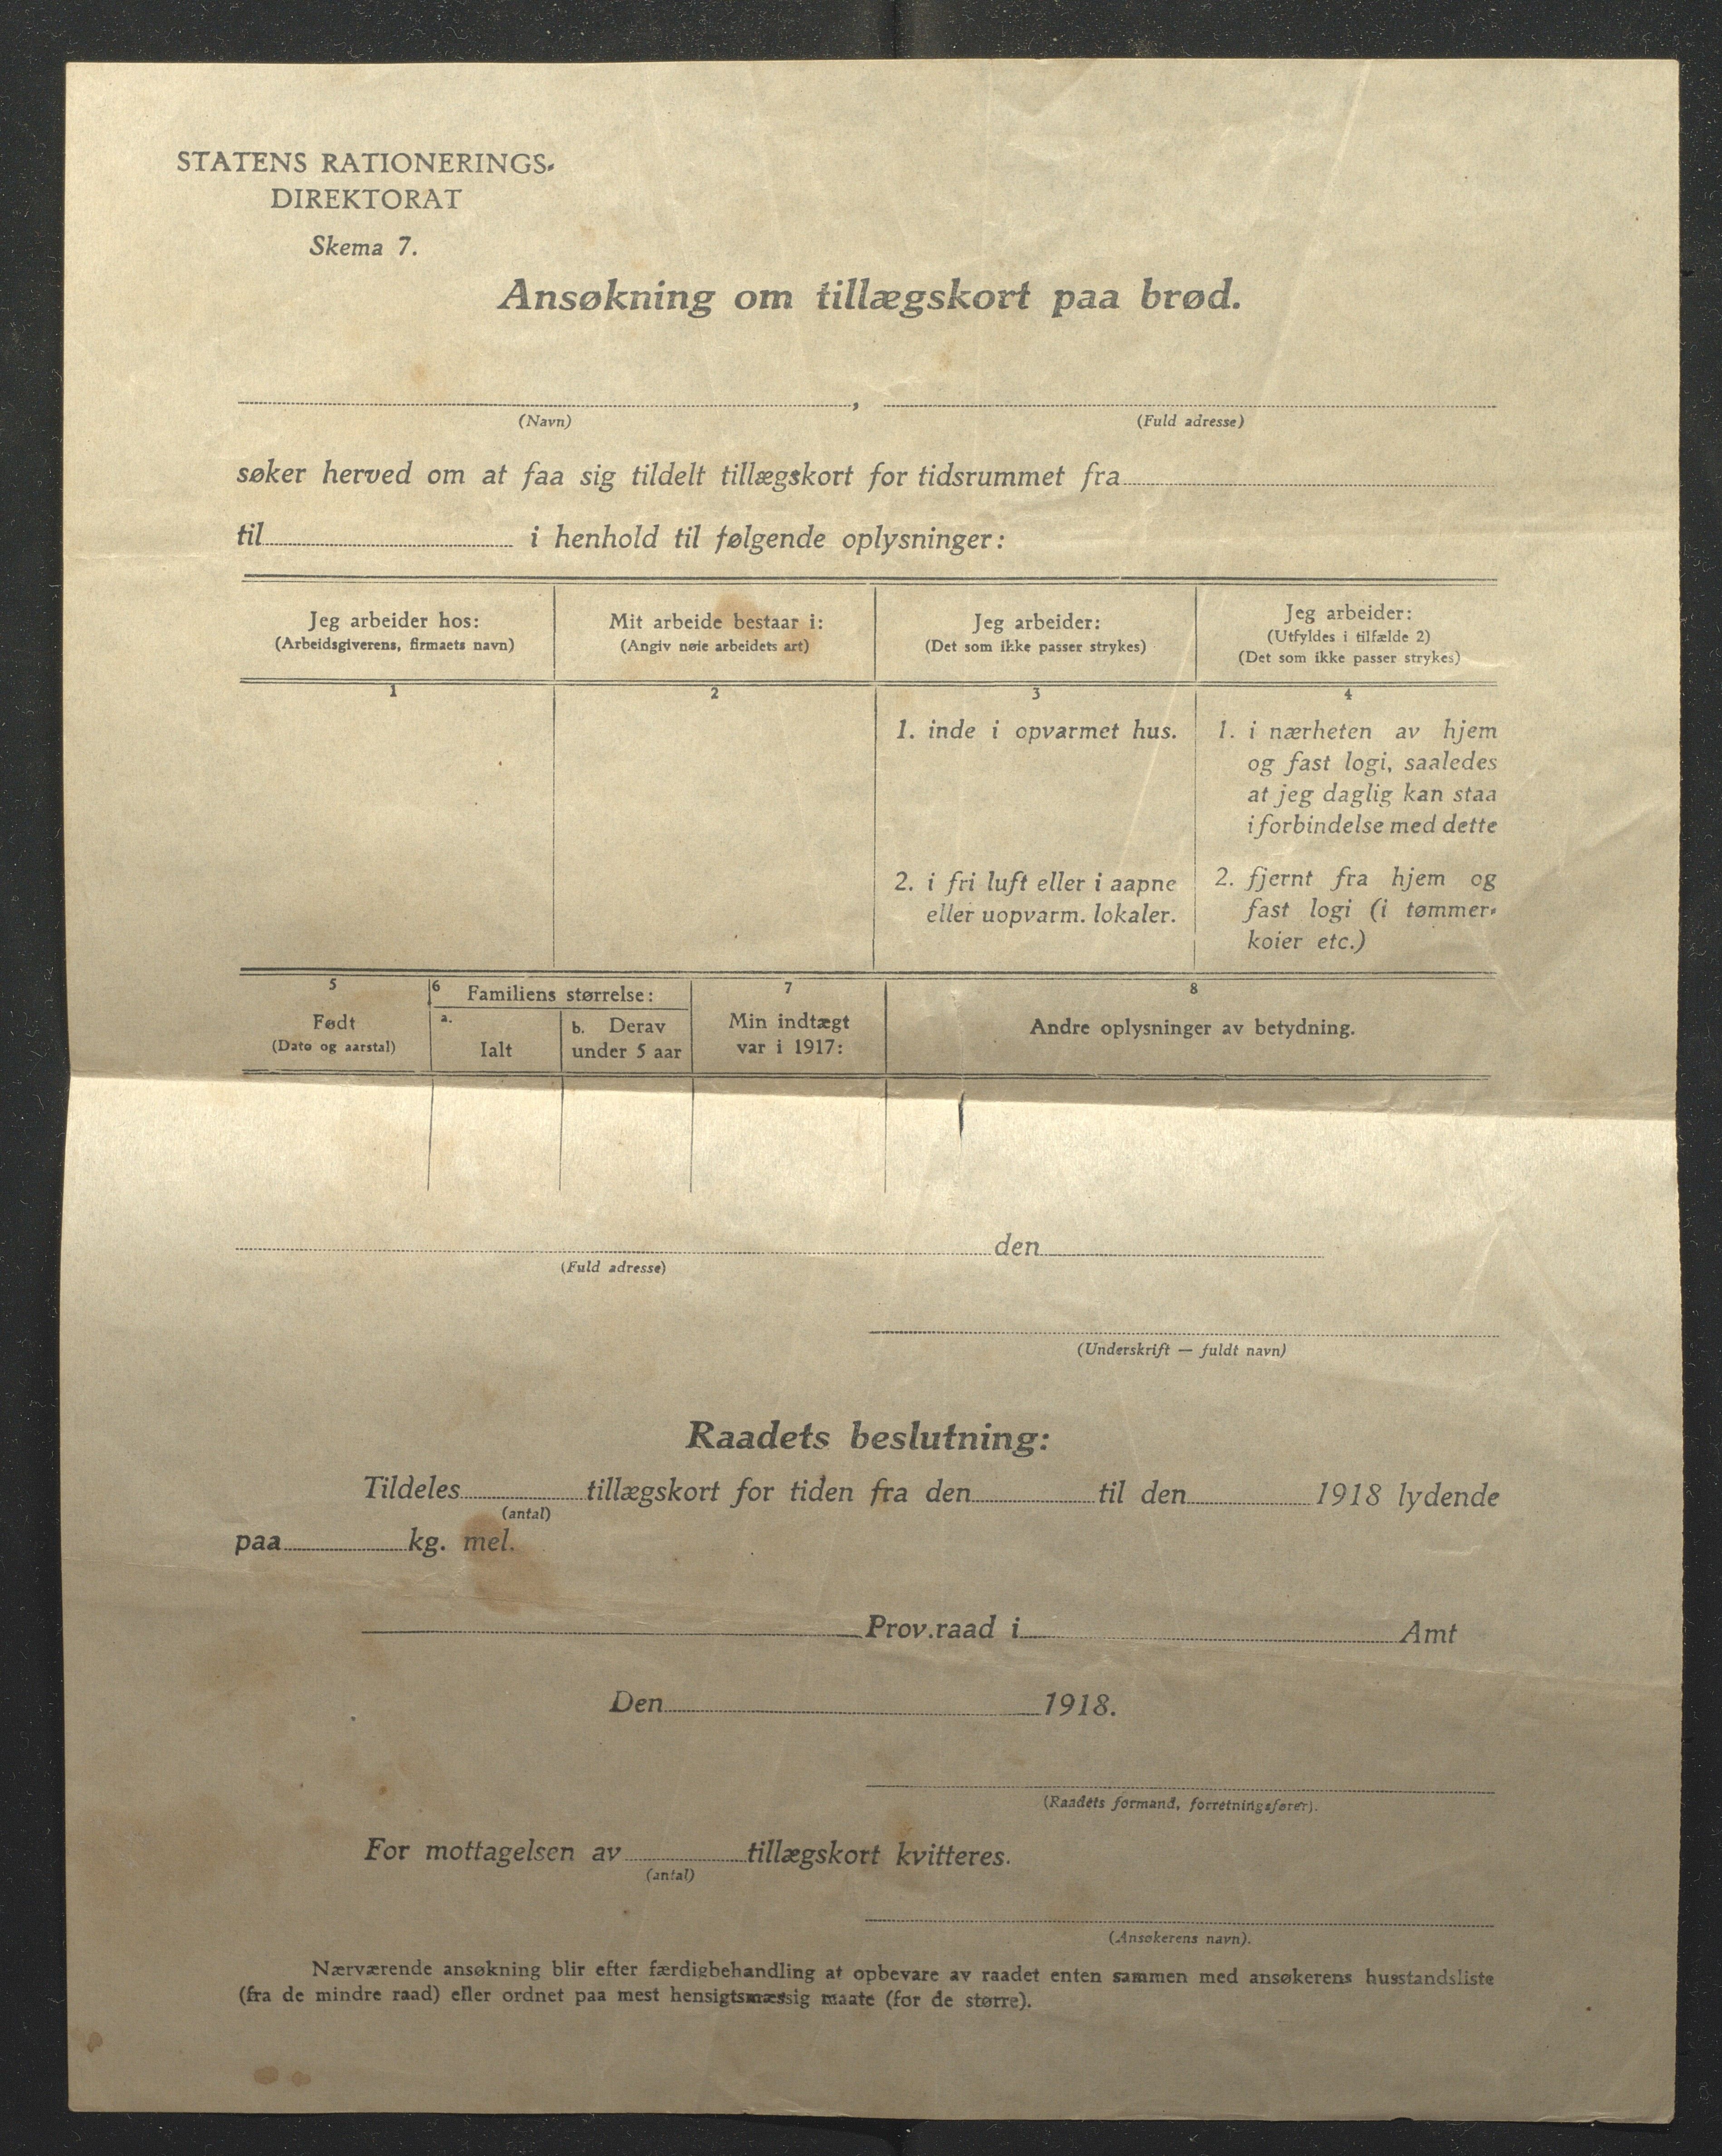 STATENS RATIONERINGS-
DIREKTORAT
Skema 7.
Ansøkning om tillægskort paa brød.
,
(Navn) (Fuld adresse)
søker herved om at faa sig tildelt tillægskort for tidsrummet fra
til i henhold til følgende oplysninger:
Jeg arbeider hos:
(Arbeidsgiverens, firmaets navn)
Mit arbeide bestaar i:
(Angiv nøie arbeidets art)
Jeg arbeider:
(Det som ikke passer strykes)
Jeg arbeider:
(Utfyldes i tilfælde 2)
(Det som ikke passer strykes)
1 2 3 4
1. inde i opvarmet hus.
2. i fri luft eller i aapne
eller uopvarm. lokaler.
1. i nærheten av hjem
og fast logi, saaledes
at jeg daglig kan staa
i forbindelse med dette
2. fjernt fra hjem og
fast logi (i tømmer-
koier etc.)
5
Født
(Dato og aarstal)
6 Familiens størrelse:
a.
Ialt
b. Derav
under 5 aar
7
Min indtægt
var i 1917:
8
Andre oplysninger av betydning.
den
(Fuld adresse)
(Underskrift — fuldt navn)
Raadets beslutning:
Tildeles tillægskort for tiden fra den til den 1918 lydende
(antal)
paa kg. mel.
Prov.raad i Amt
Den 1918.
(Raadets formand, forretningsfører).
For mottagelsen av tillægskort kvitteres.
(antal)
(Ansøkerens navn).
Nærværende ansøkning blir efter færdigbehandling at opbevare av raadet enten sammen med ansøkerens husstandsliste
(fra de mindre raad) eller ordnet paa mest hensigtsmæssig maate (for de større).